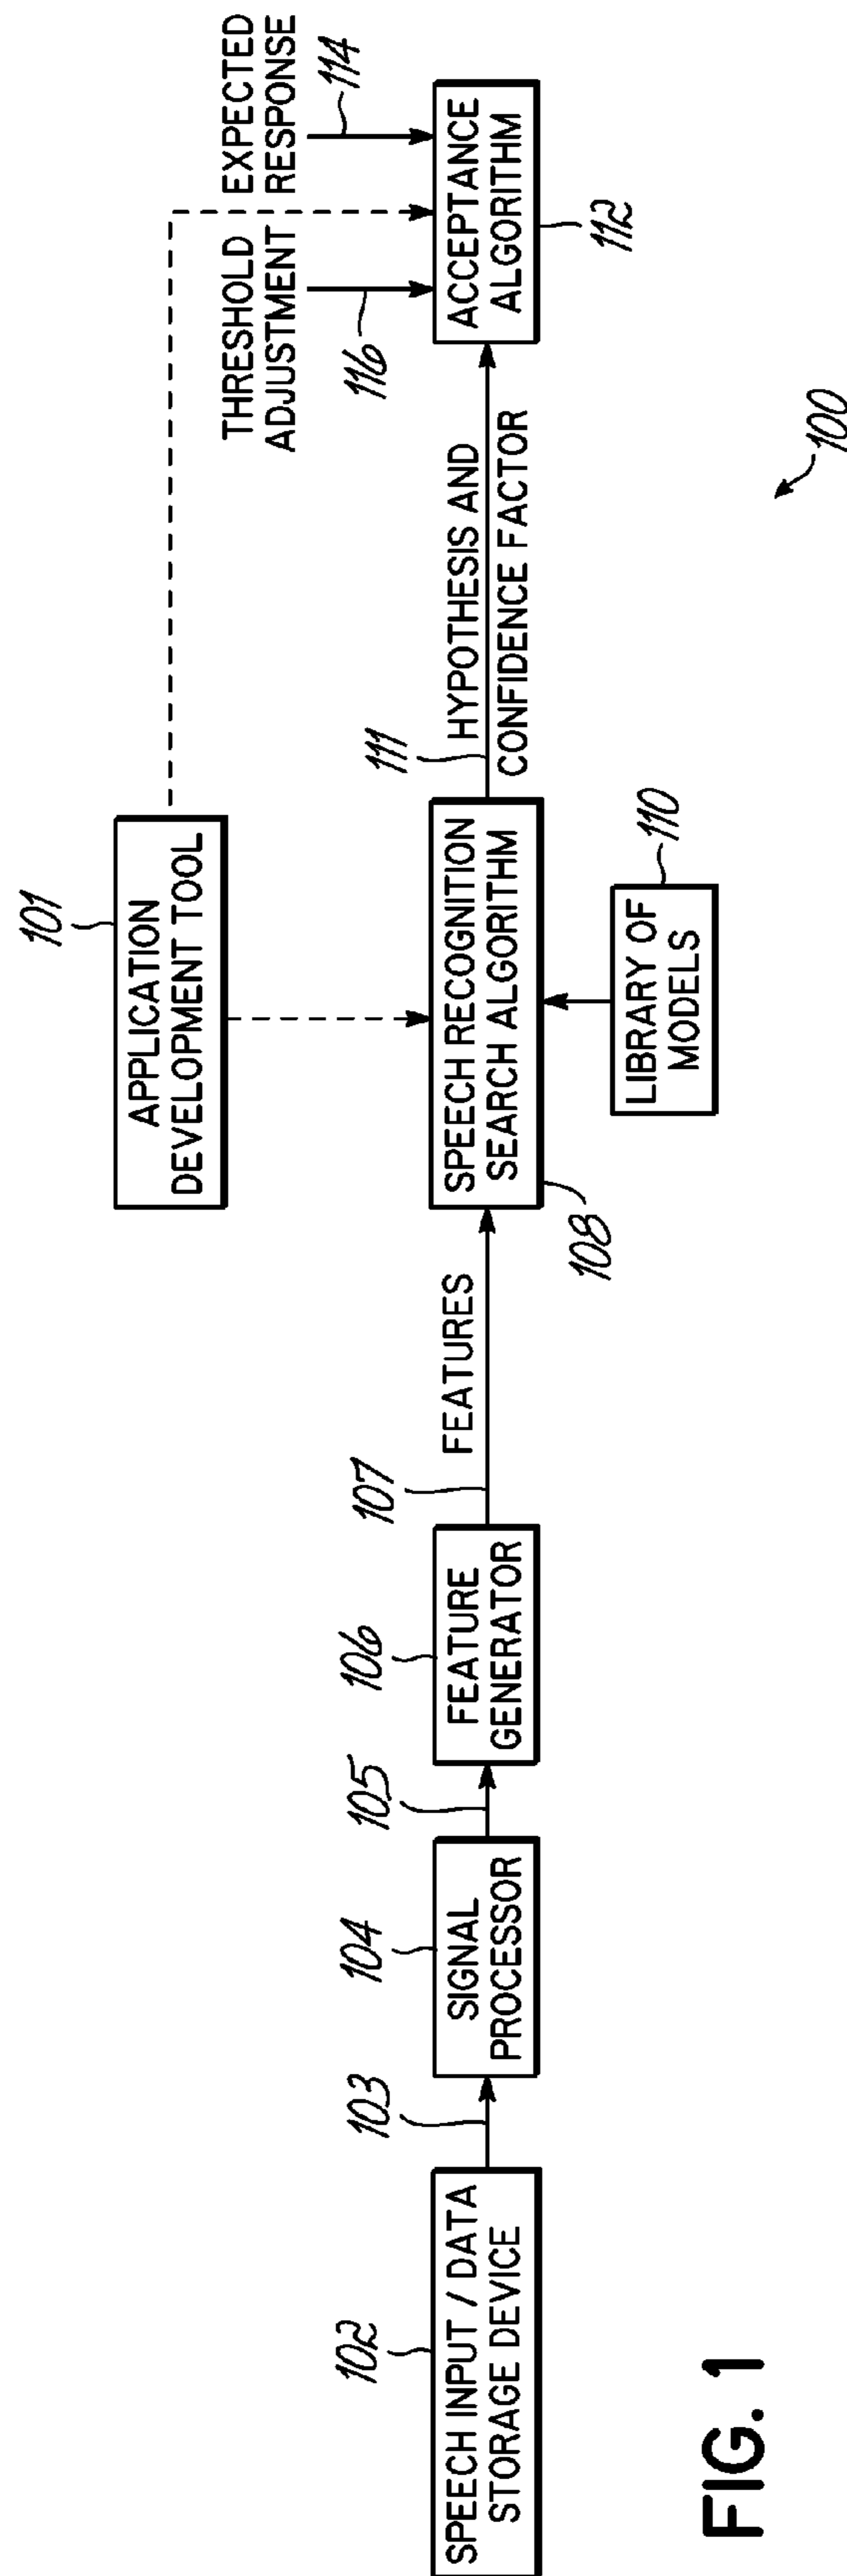 101
APPLICATION
DEVELOPMENT TOOL
THRESHOLD
ADJUSTMENT
EXPECTED
RESPONSE
116
114
102
SPEECH INPUT / DATA
STORAGE DEVICE
103
104
SIGNAL
PROCESSOR
105
106
FEATURE
GENERATOR
107
FEATURES
SPEECH RECOGNITION
SEARCH ALGORITHM
108
111
HYPOTHESIS AND
CONFIDENCE FACTOR
ACCEPTANCE
ALGORITHM
112
LIBRARY OF
MODELS
110
100
FIG. 1